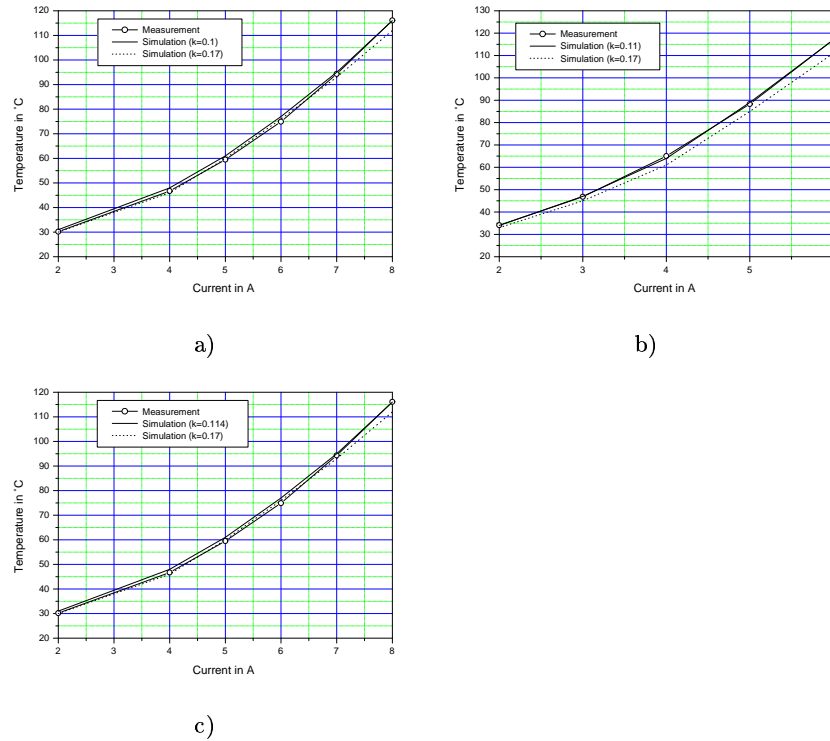 120
110
100
90
80
70
60
50
40
30
20
Temperature in °C
Measurement
Simulation (k=0.1)
Simulation (k=0.17)
2 3 4 5 6 7 8
Current in A
a)
130
120
110
100
90
80
70
60
50
40
30
20
Temperature in °C
Measurement
Simulation (k=0.11)
Simulation (k=0.17)
2 3 4 5 6
Current in A
b)
120
110
100
90
80
70
60
50
40
30
20
Temperature in °C
Measurement
Simulation (k=0.114)
Simulation (k=0.17)
2 3 4 5 6 7 8
Current in A
c)